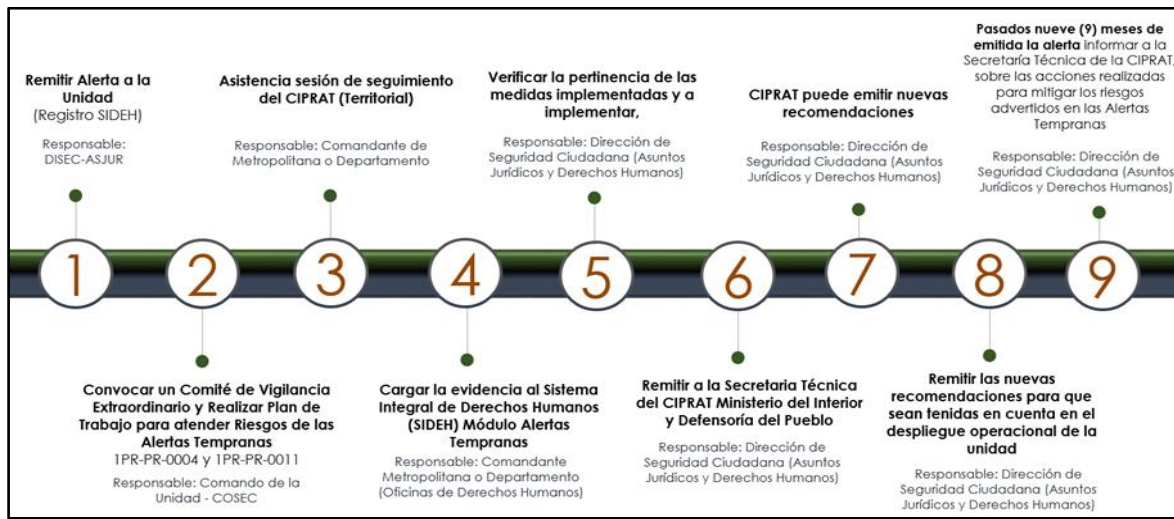 Remitir Alerta a la
Unidad
(Registro SIDEH)
Responsable:
DISEC-ASJUR
1
2
Convocar un Comité de Vigilancia
Extraordinario y Realizar Plan de
Trabajo para atender Riesgos de las
Alertas Tempranas
1PR-PR-0004 y 1PR-PR-0011
Responsable: Comando de la
Unidad - COSEC
Asistencia sesión de seguimiento
del CIPRAT (Territorial)
Responsable: Comandante de
Metropolitana o Departamento
3
4
Cargar la evidencia al Sistema
Integral de Derechos Humanos
(SIDEH) Módulo Alertas
Tempranas
Responsable: Comandante
Metropolitana o Departamento
(Oficinas de Derechos Humanos)
Verificar la pertinencia de las
medidas implementadas y a
implementar,
Responsable: Dirección de
Seguridad Ciudadana (Asuntos
Jurídicos y Derechos Humanos)
5
6
Remitir a la Secretaria Técnica
del CIPRAT Ministerio del Interior
y Defensoría del Pueblo
Responsable: Dirección de
Seguridad Ciudadana (Asuntos
Jurídicos y Derechos Humanos)
CIPRAT puede emitir nuevas
recomendaciones
Responsable: Dirección de
Seguridad Ciudadana (Asuntos
Jurídicos y Derechos Humanos)
7
8
Remitir las nuevas
recomendaciones para que
sean tenidas en cuenta en el
despliegue operacional de la
unidad
Responsable: Dirección de
Seguridad Ciudadana (Asuntos
Jurídicos y Derechos Humanos)
Pasados nueve (9) meses de
emitida la alerta informar a la
Secretaría Técnica de la CIPRAT,
sobre las acciones realizadas
para mitigar los riesgos
advertidos en las Alertas
Tempranas
Responsable: Dirección de
Seguridad Ciudadana (Asuntos
Jurídicos y Derechos Humanos)
9